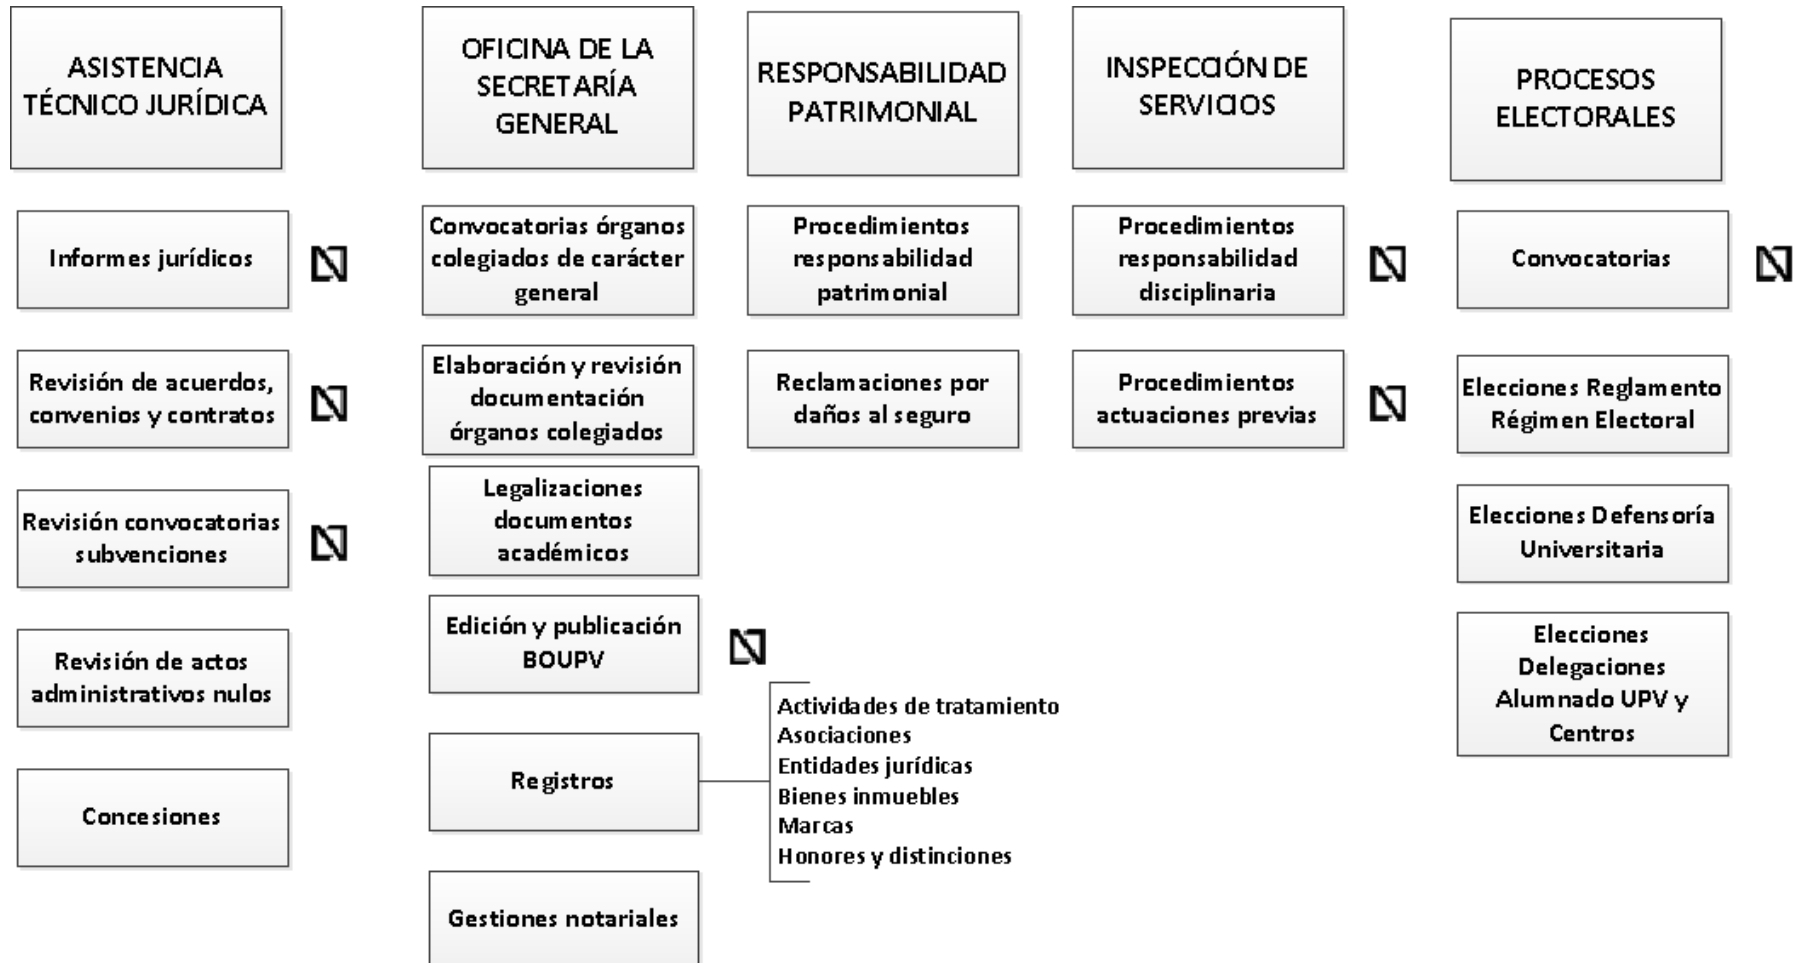 ASISTENCIA
TÉCNICO JURÍDICA
Informes jurídicos
Revisión de acuerdos,
convenios y contratos
Revisión convocatorias
subvenciones
Revisión de actos
administrativos nulos
Concesiones
OFICINA DE LA
SECRETARÍA
GENERAL
Convocatorias órganos
colegiados de carácter
general
Elaboración y revisión
documentación
órganos colegiados
Legalizaciones
documentos
académicos
Edición y publicación
BOUPV
Registros
Actividades de tratamiento
Asociaciones
Entidades jurídicas
Bienes inmuebles
Marcas
Honores y distinciones
Gestiones notariales
RESPONSABILIDAD
PATRIMONIAL
Procedimientos
responsabilidad
patrimonial
Reclamaciones por
daños al seguro
INSPECCIÓN DE
SERVICIOS
Procedimientos
responsabilidad
disciplinaria
Procedimientos
actuaciones previas
PROCESOS
ELECTORALES
Convocatorias
Elecciones Reglamento
Régimen Electoral
Elecciones Defensoría
Universitaria
Elecciones
Delegaciones
Alumnado UPV y
Centros